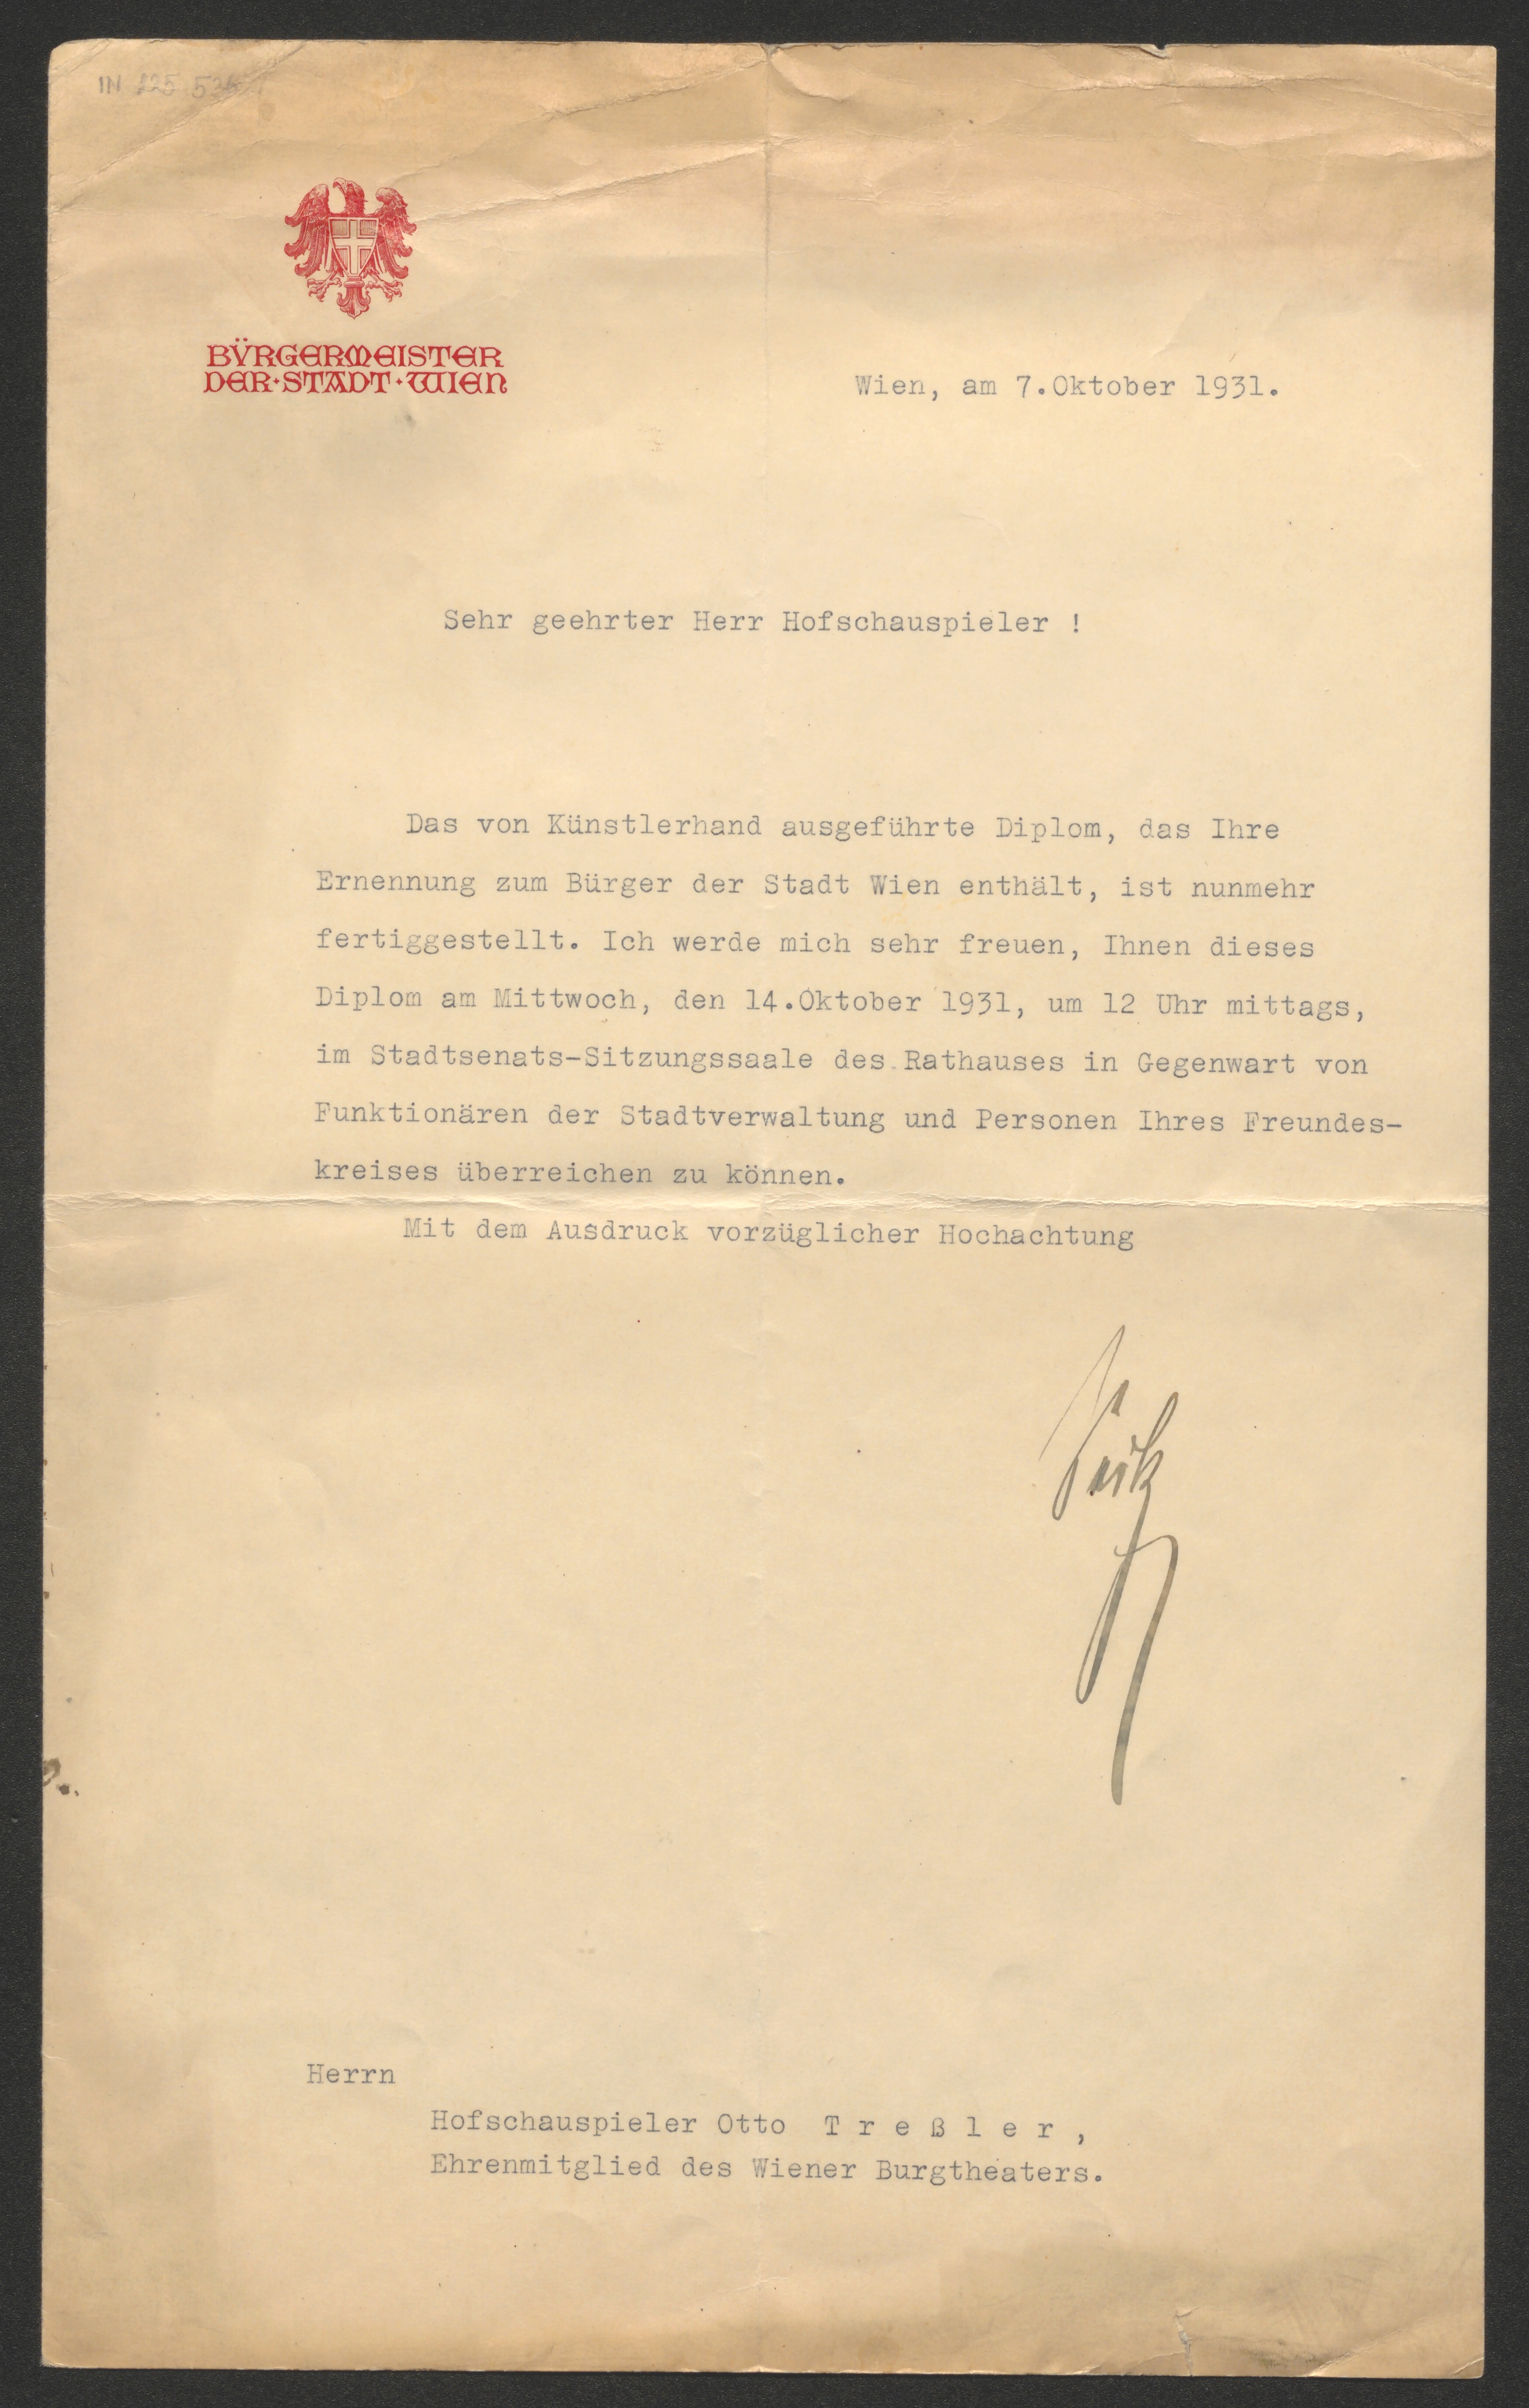 IN 225 53
BÜRGERMEISTER
DER·STADT·WIEN
Wien, am 7.Oktober 1931.
Sehr geehrter Herr Hofschauspieler !
Das von Künstlerhand ausgeführte Diplom, das Ihre
Ernennung zum Bürger der Stadt Wien enthält, ist nunmehr
fertiggestellt. Ich werde mich sehr freuen, Ihnen dieses
Diplom am Mittwoch, den 14.Oktober 1931, um 12 Uhr mittags,
im Stadtsenats-Sitzungssaale des Rathauses in Gegenwart von
Funktionären der Stadtverwaltung und Personen Ihres Freundes-
kreises überreichen zu können.
Mit dem Ausdruck vorzüglicher Hochachtung
Seitz
Herrn
Hofschauspieler Otto T r e ß l e r ,
Ehrenmitglied des Wiener Burgtheaters.